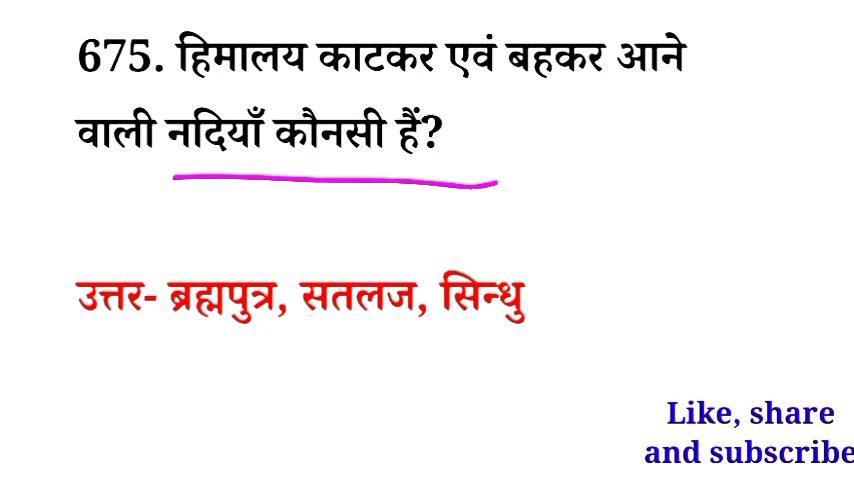 675. हिमालय काटकर एवं बहकर आने
वाली नदियाँ कौनसी हैं?
उत्तर- ब्रह्मपुत्र, सतलज, सिन्धु
Like, share
and subscribe